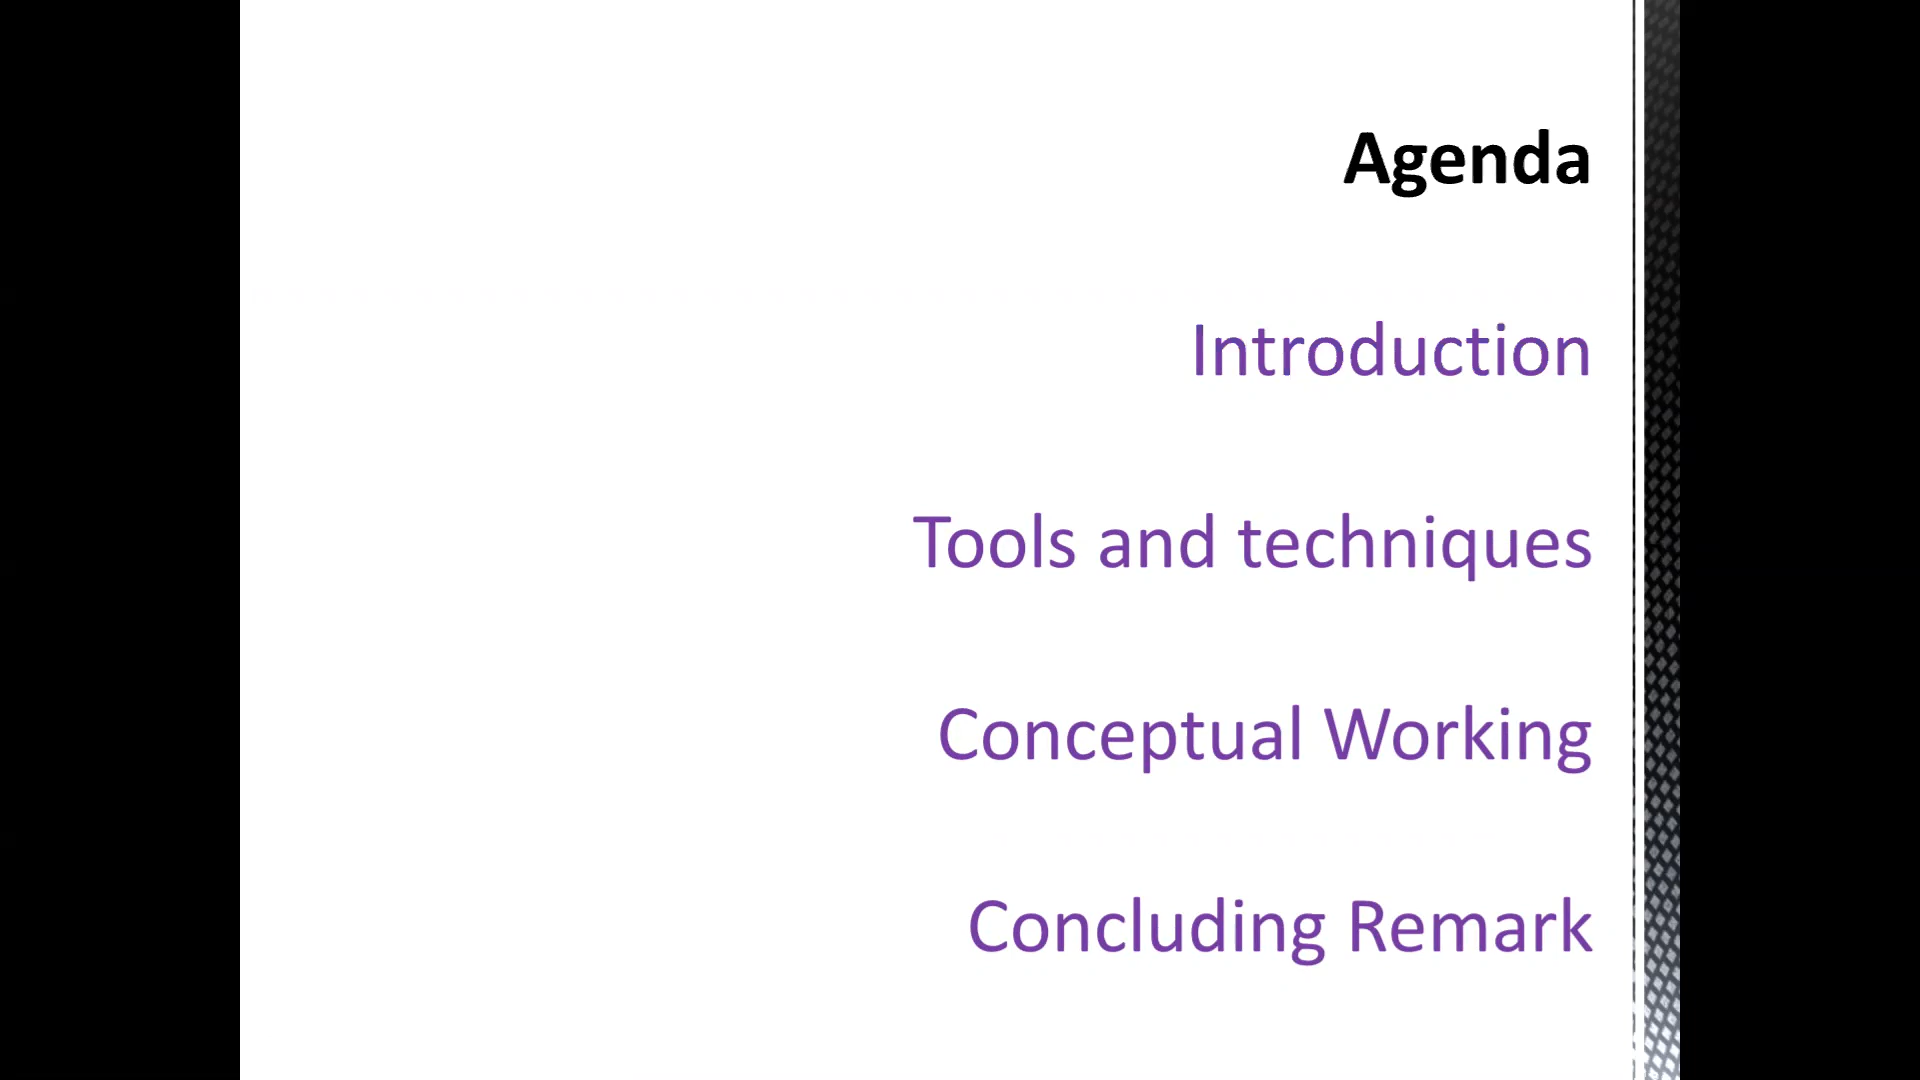 Agenda
Introduction
Tools and techniques
Conceptual Working
Concluding Remark